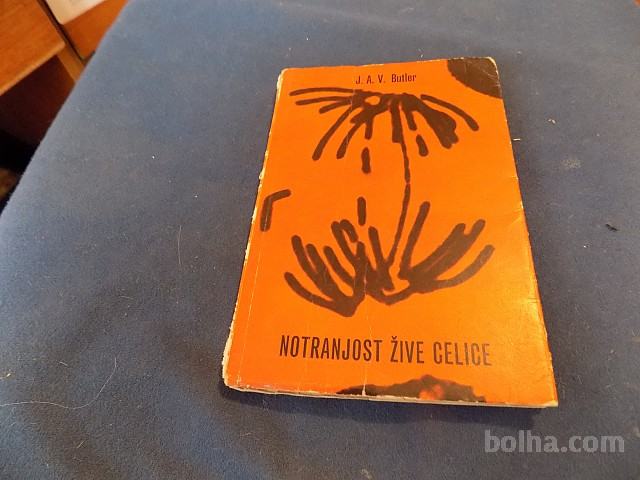 J. A. V. Butler
NOTRANJOST ŽIVE CELICE
bolha.com